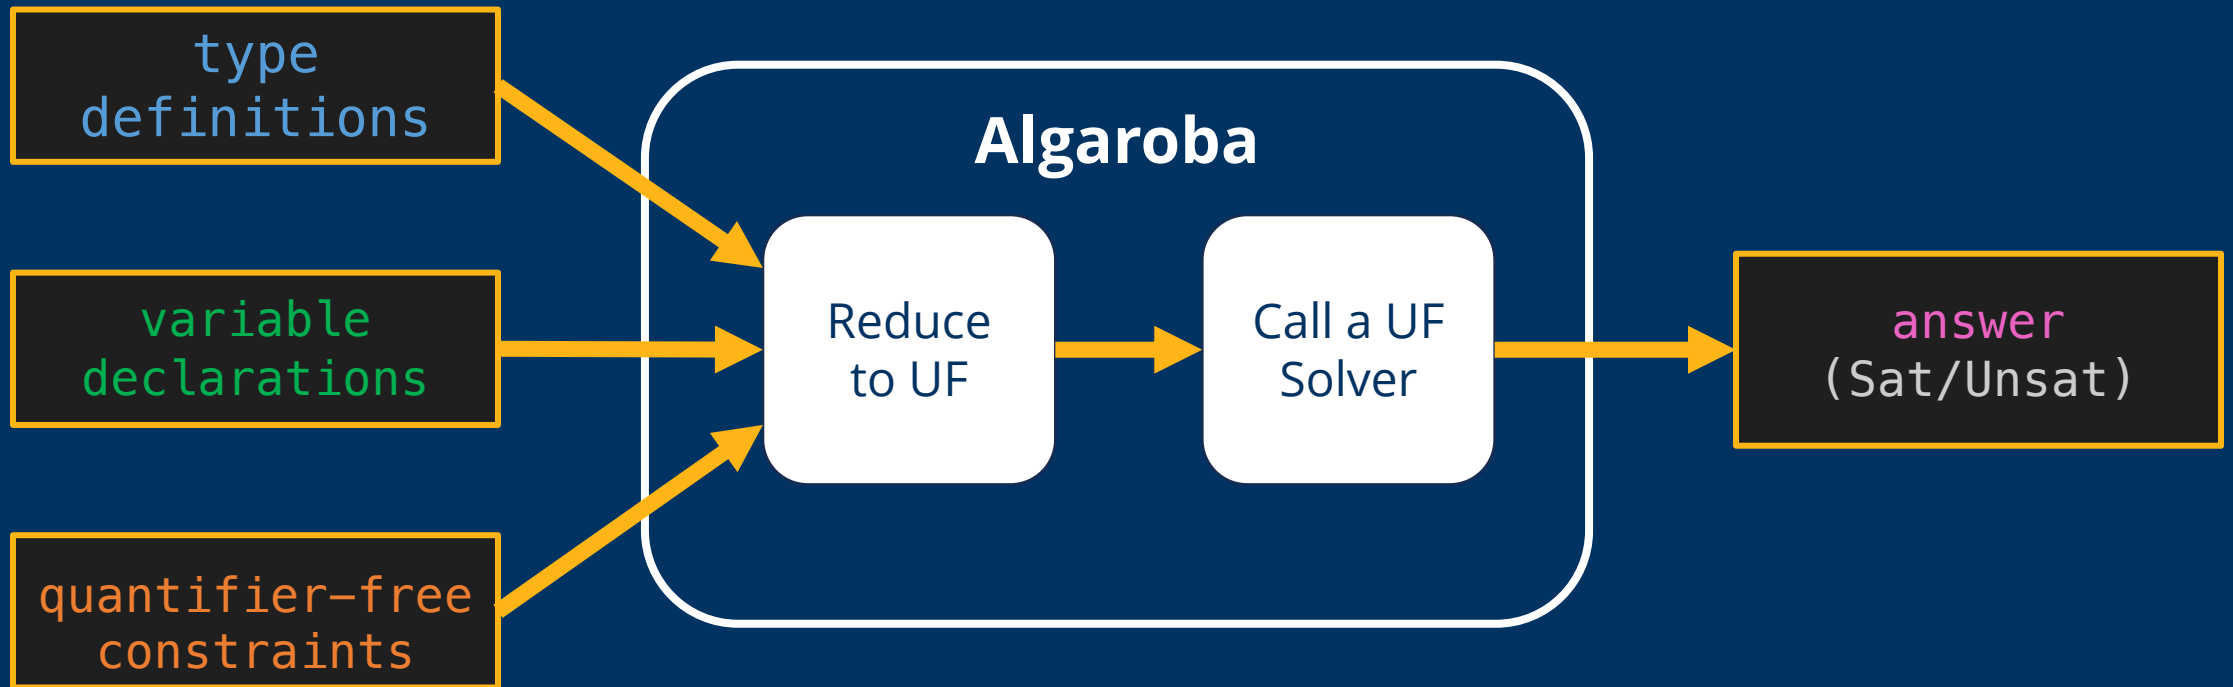 type
definitions
variable
declarations
quantifier-free
constraints
Algaroba
Reduce
to UF
Call a UF
Solver
answer
(Sat/Unsat)